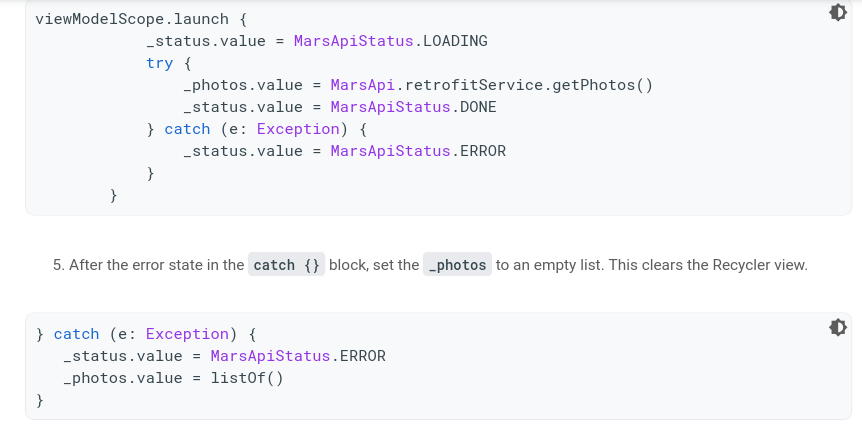 viewModelScope.launch {
_status.value = MarsApiStatus.LOADING
try {
_photos.value = MarsApi.retrofitService.getPhotos()
_status.value = MarsApiStatus.DONE
} catch (e: Exception) {
_status.value = MarsApiStatus.ERROR
}
}
5. After the error state in the catch {} block, set the _photos to an empty list. This clears the Recycler view.
} catch (e: Exception) {
_status.value = MarsApiStatus.ERROR
_photos.value = listOf()
}